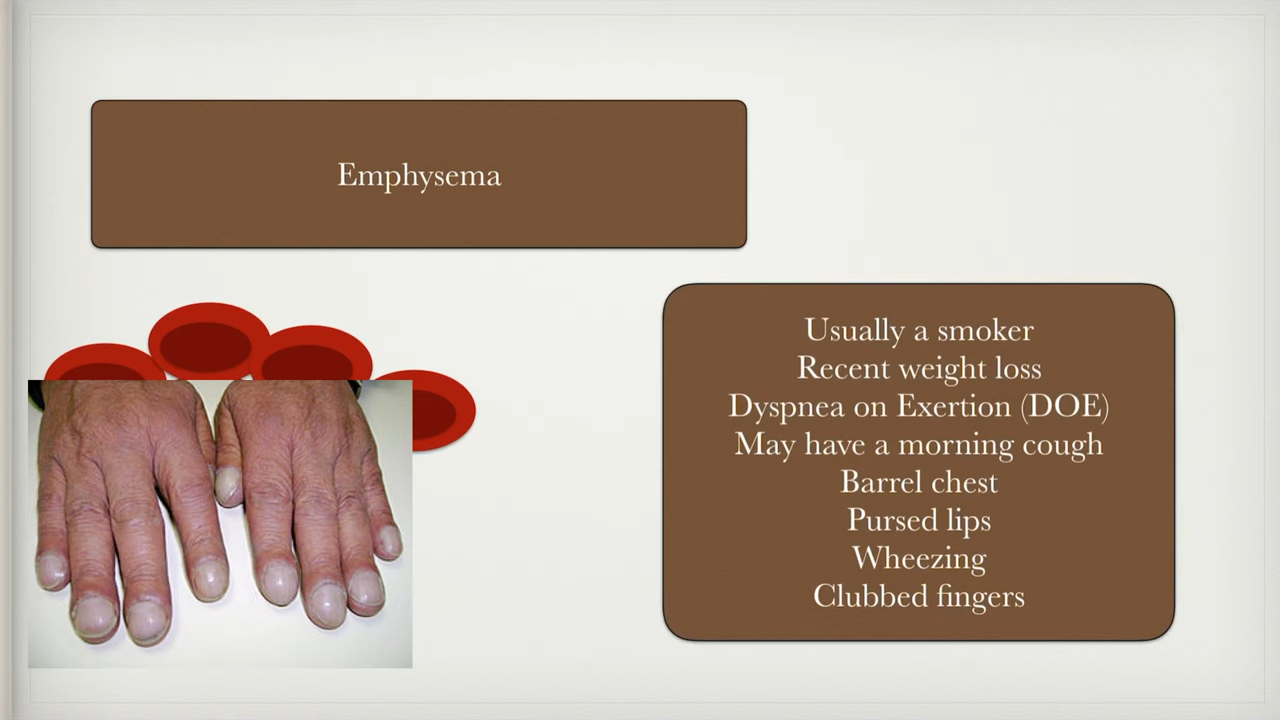 Emphysema
Usually a smoker
Recent weight loss
Dyspnea on Exertion (DOE)
May have a morning cough
Barrel chest
Pursed lips
Wheezing
Clubbed fingers